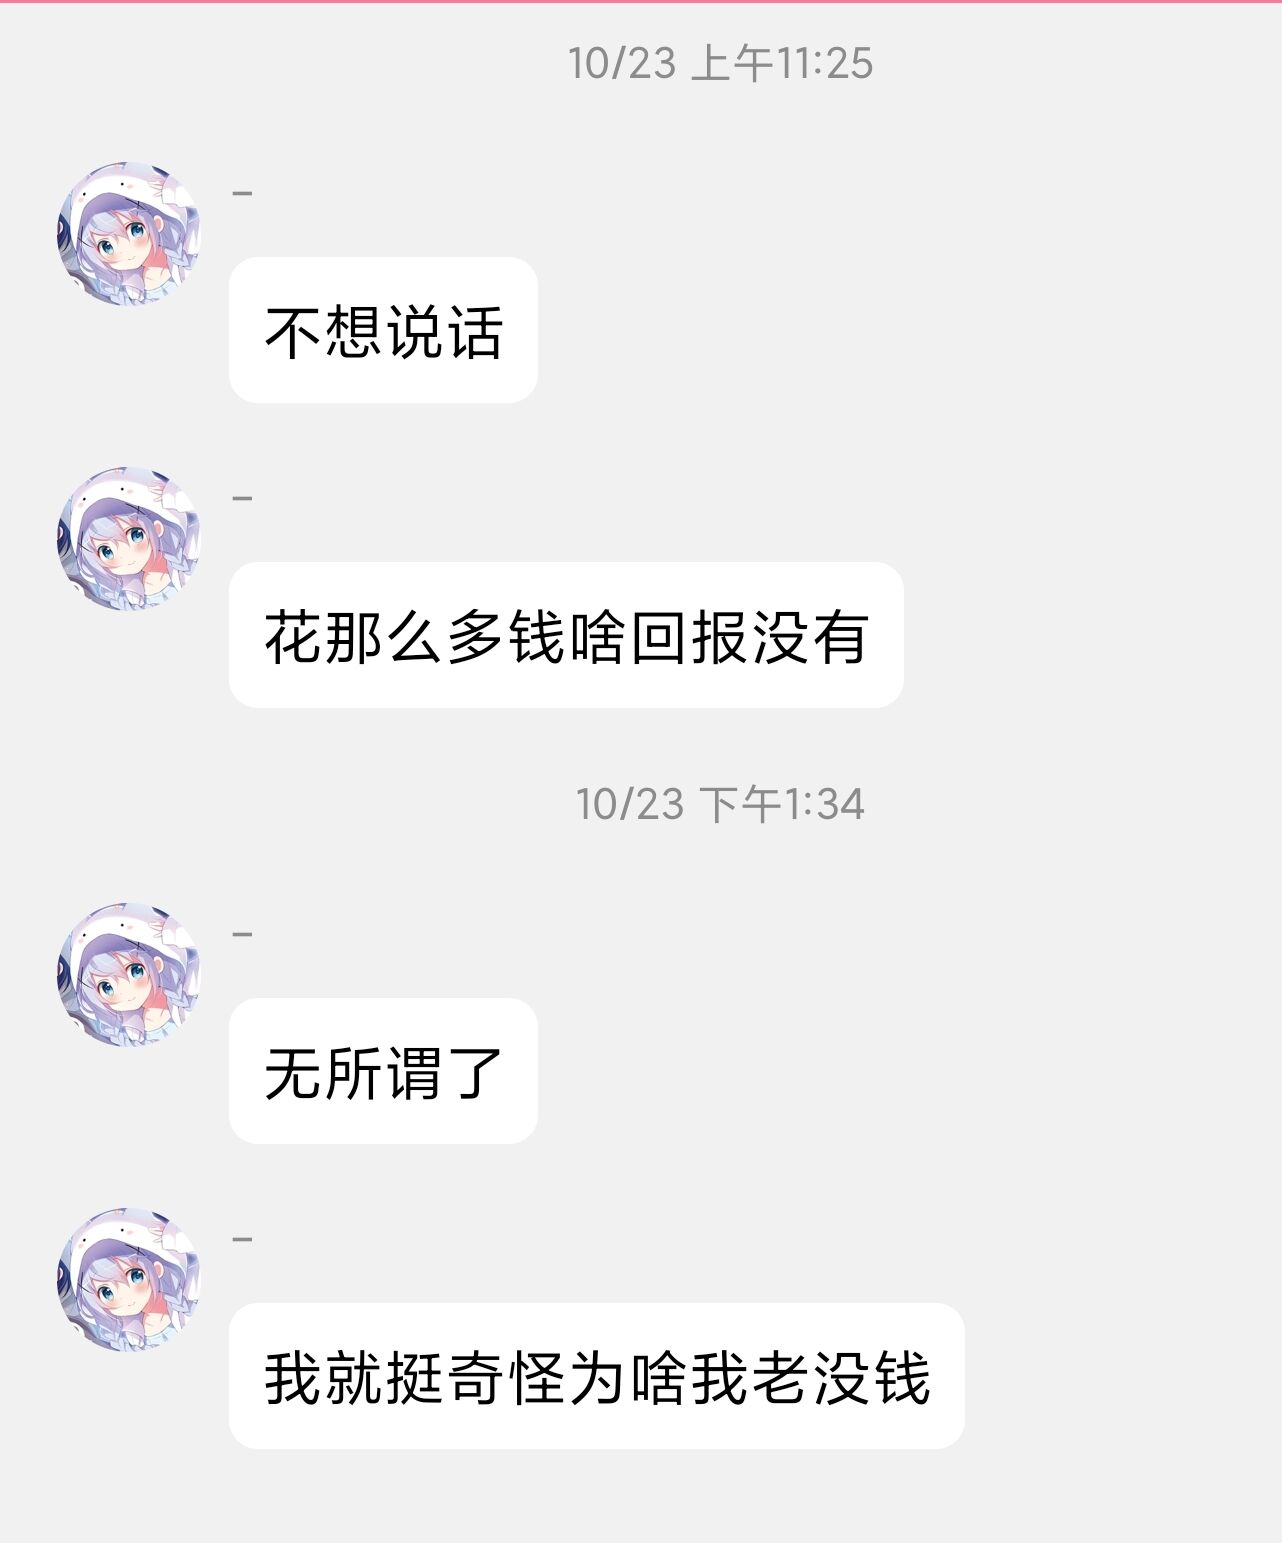 10/23 上午11:25
–
不想说话
–
花那么多钱啥回报没有
10/23 下午1:34
–
无所谓了
–
我就挺奇怪为啥我老没钱